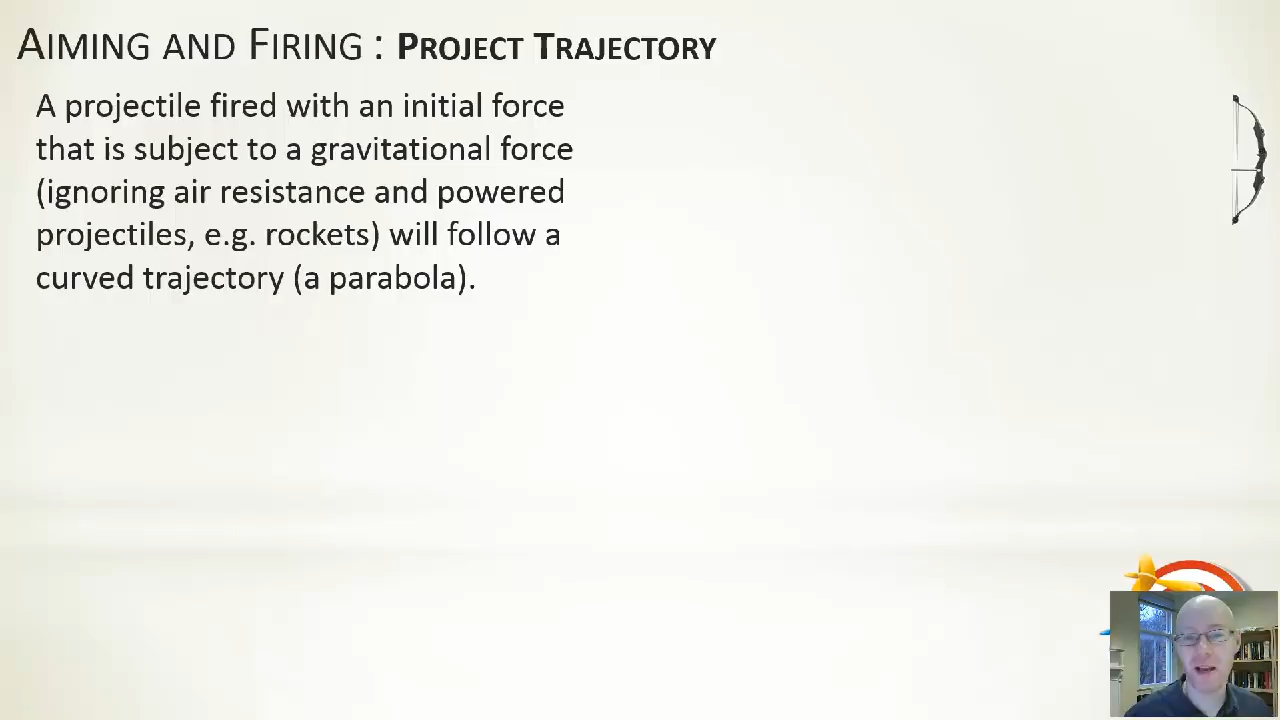 AIMING AND FIRING : PROJECT TRAJECTORY
A projectile fired with an initial force
that is subject to a gravitational force
(ignoring air resistance and powered
projectiles, e.g. rockets) will follow a
curved trajectory (a parabola).